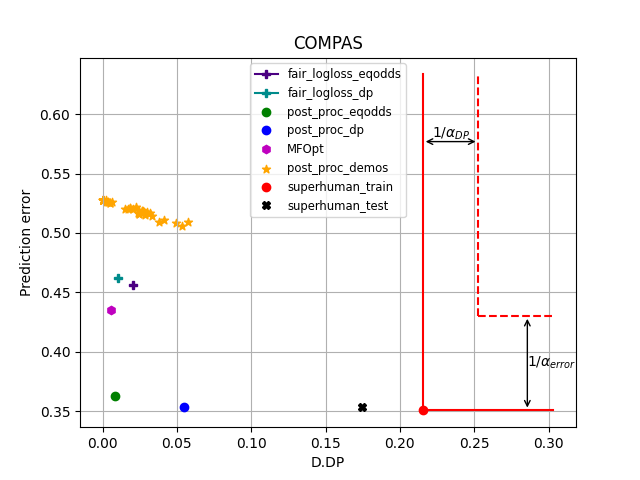 COMPAS
fair_logloss_eqodds
fair_logloss_dp
post_proc_eqodds
post_proc_dp
MFOpt
post_proc_demos
superhuman_train
superhuman_test
1/α_DP
1/α_error
Prediction error
0.60
0.55
0.50
0.45
0.40
0.35
0.00 0.05 0.10 0.15 0.20 0.25 0.30
D.DP